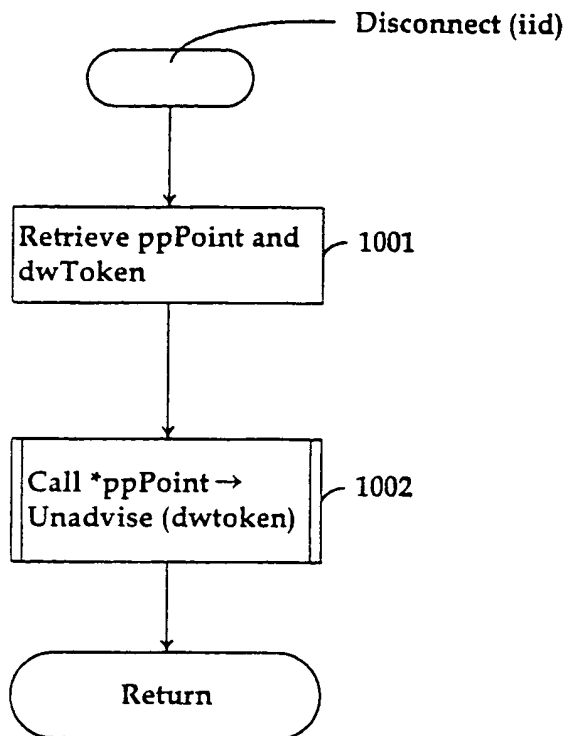 Disconnect (iid)
Retrieve ppPoint and
dwToken
1001
Call *ppPoint →
Unadvise (dwtoken)
1002
Return